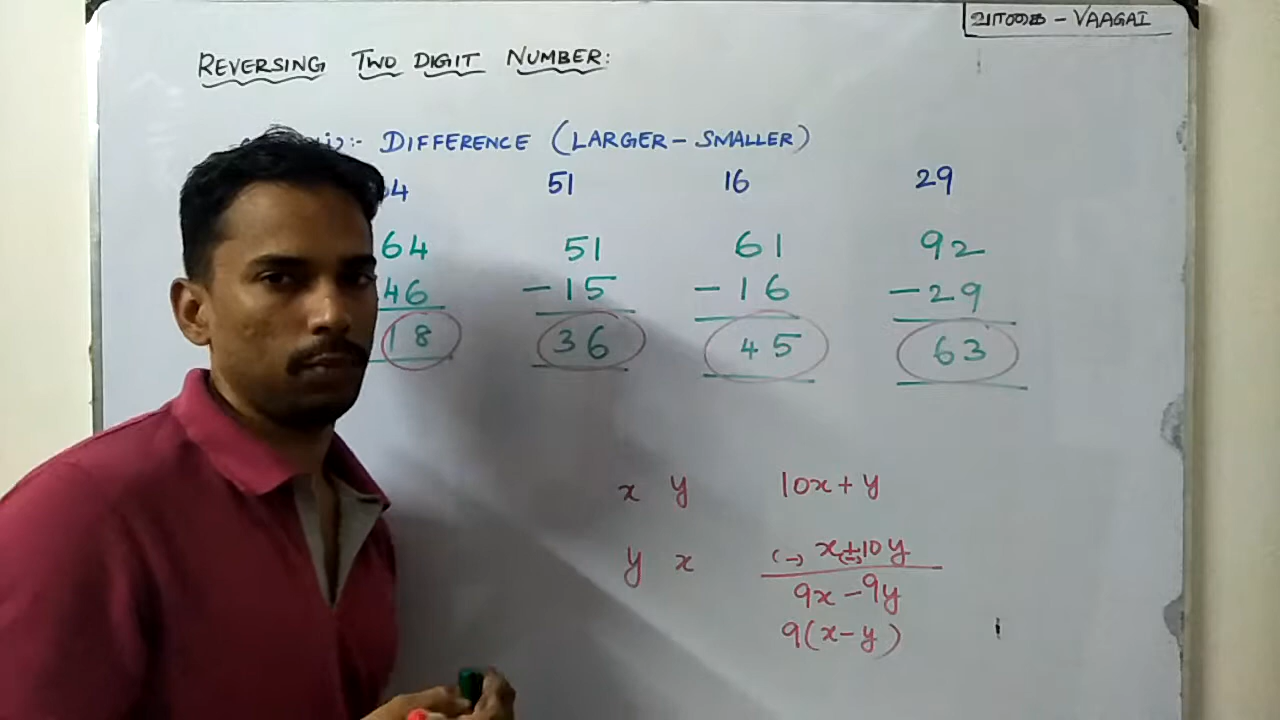 வாகை - VAAGAI
REVERSING TWO DIGIT NUMBER:
DIFFERENCE (LARGER - SMALLER)
64 51 16 29
64 51 61 92
46 - 15 - 16 - 29
18 36 45 63
x y 10x + y
y x (-) x + 10y
(-)
9x - 9y
9(x - y)